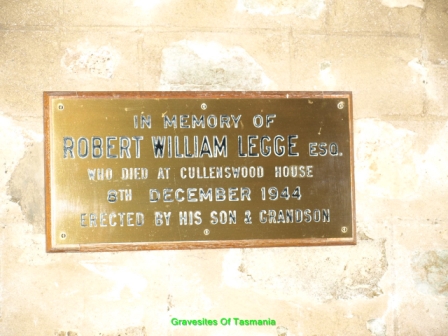 IN MEMORY OF
ROBERT WILLIAM LEGGE ESQ.
WHO DIED AT CULLENSWOOD HOUSE
DECEMBER 1944
ERECTED BY HIS SON & GRANDSON
Gravesites Of Tasmania